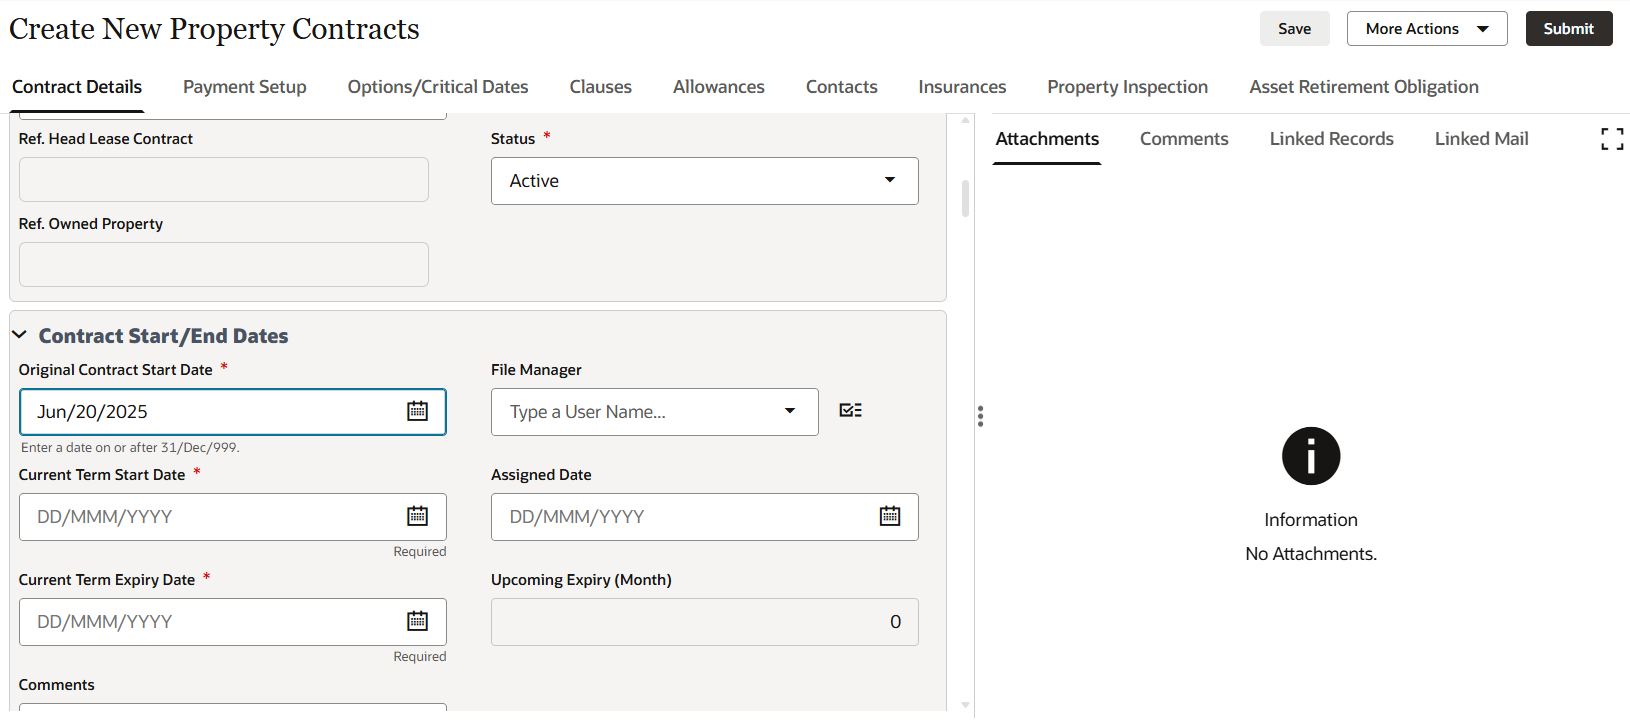 Create New Property Contracts
Save
More Actions
Submit
Contract Details
Payment Setup
Options/Critical Dates
Clauses
Allowances
Contacts
Insurances
Property Inspection
Asset Retirement Obligation
Ref. Head Lease Contract
Status *
Active
Ref. Owned Property
Contract Start/End Dates
Original Contract Start Date *
Jun/20/2025
Enter a date on or after 31/Dec/999.
File Manager
Type a User Name...
Current Term Start Date *
DD/MMM/YYYY
Required
Assigned Date
DD/MMM/YYYY
Current Term Expiry Date *
DD/MMM/YYYY
Required
Upcoming Expiry (Month)
0
Comments
Attachments
Comments
Linked Records
Linked Mail
Information
No Attachments.